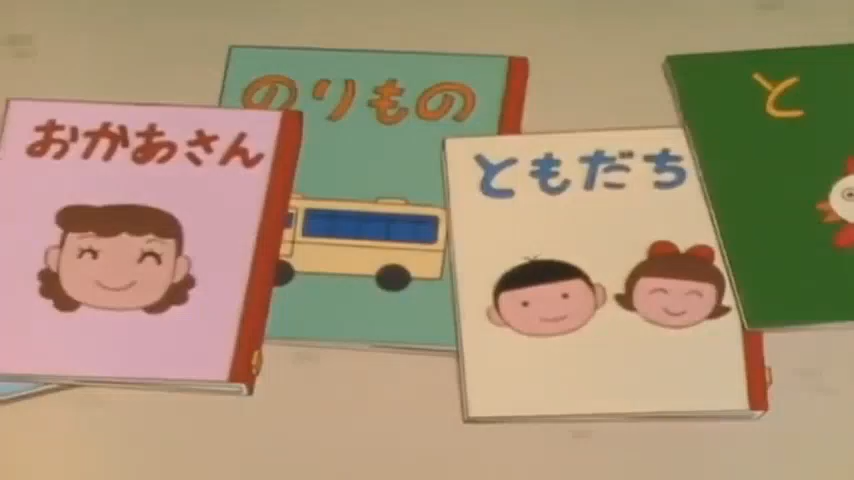 おかあさん
のりもの
ともだち
と